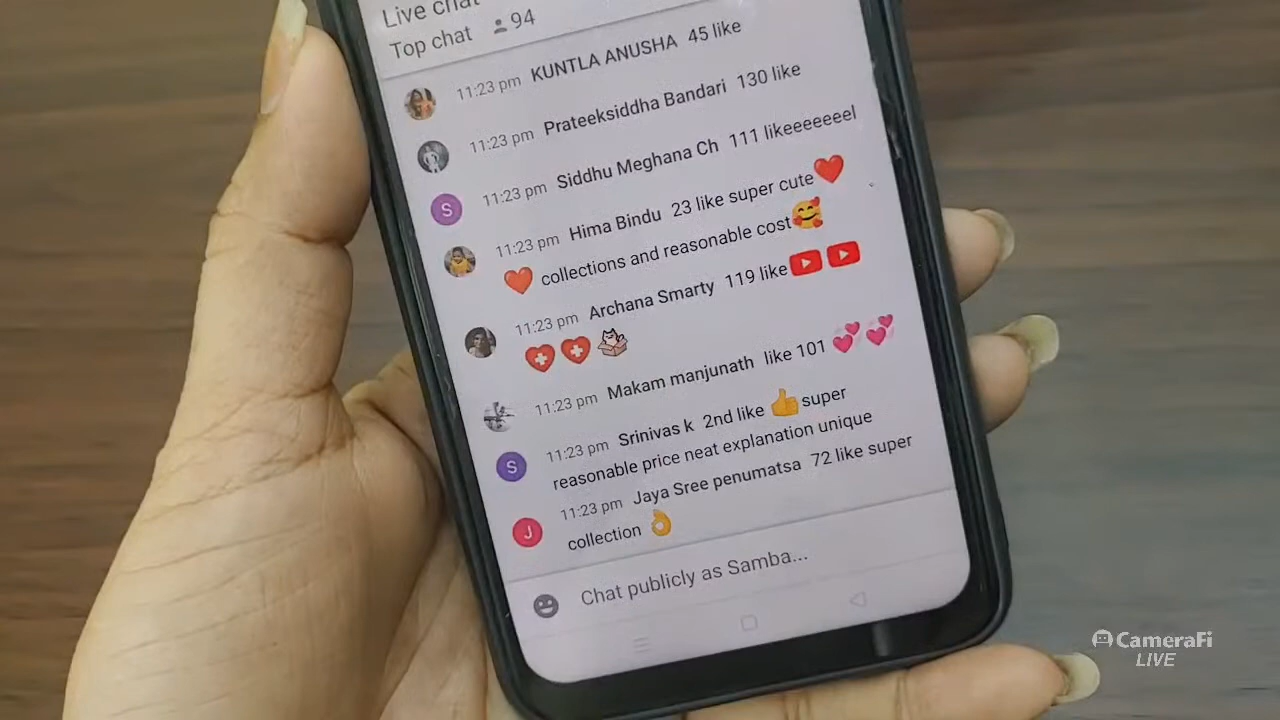 Live chat
Top chat 94
11:23 pm KUNTLA ANUSHA 45 like
11:23 pm Prateeksiddha Bandari 130 like
11:23 pm Siddhu Meghana Ch 111 likeeeeeeel
S
11:23 pm Hima Bindu 23 like super cute❤️
❤️ collections and reasonable cost🥰
11:23 pm Archana Smarty 119 like
11:23 pm Makam manjunath like 101 💞 💞
S
11:23 pm Srinivas k 2nd like 👍super
reasonable price neat explanation unique
J
11:23 pm Jaya Sree penumatsa 72 like super
collection 👌
Chat publicly as Samba...
CameraFi
LIVE